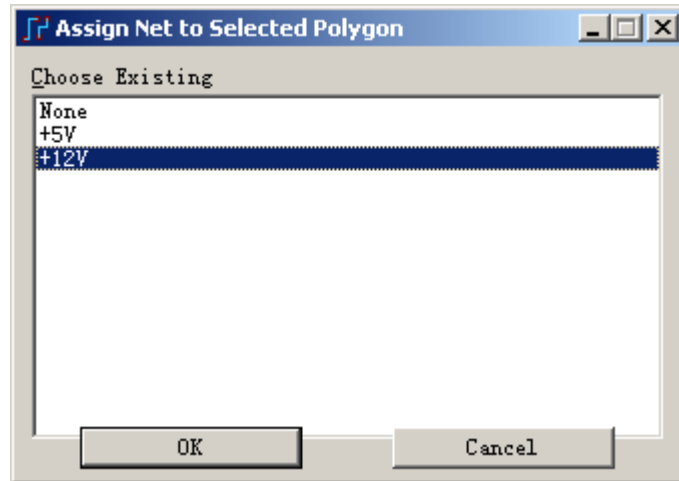 Assign Net to Selected Polygon
Choose Existing
None
+5V
+12V
OK
Cancel